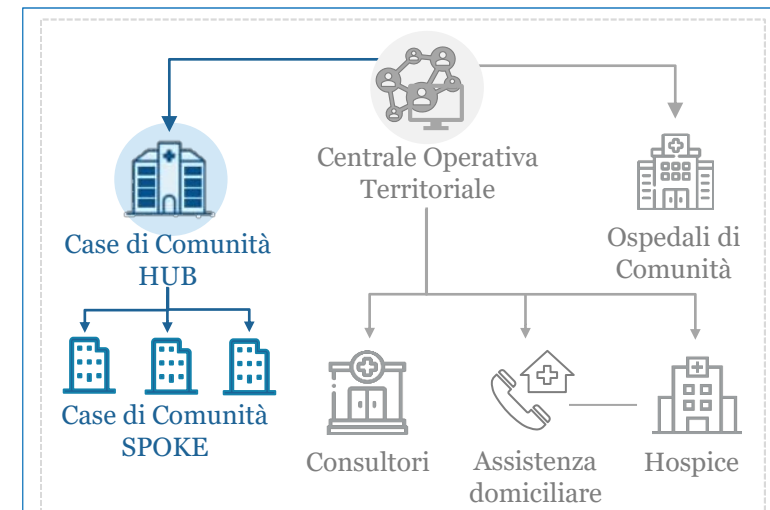 Centrale Operativa
Territoriale
Case di Comunità
HUB
Ospedali di
Comunità
Case di Comunità
SPOKE
Consultori
Assistenza
domiciliare
Hospice